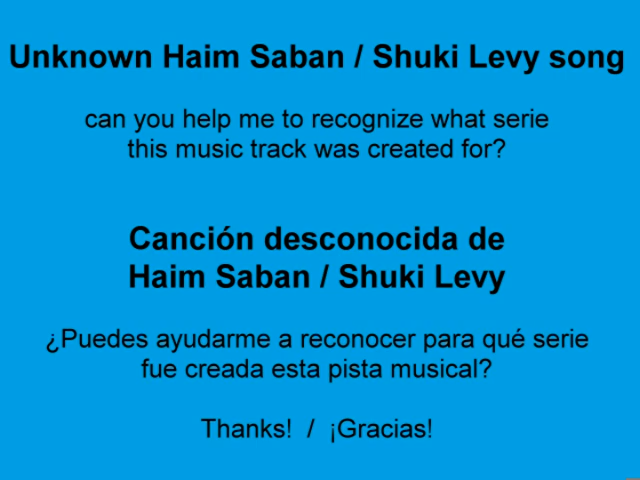 Unknown Haim Saban / Shuki Levy song
can you help me to recognize what serie
this music track was created for?
Canción desconocida de
Haim Saban / Shuki Levy
¿Puedes ayudarme a reconocer para qué serie
fue creada esta pista musical?
Thanks! / ¡Gracias!